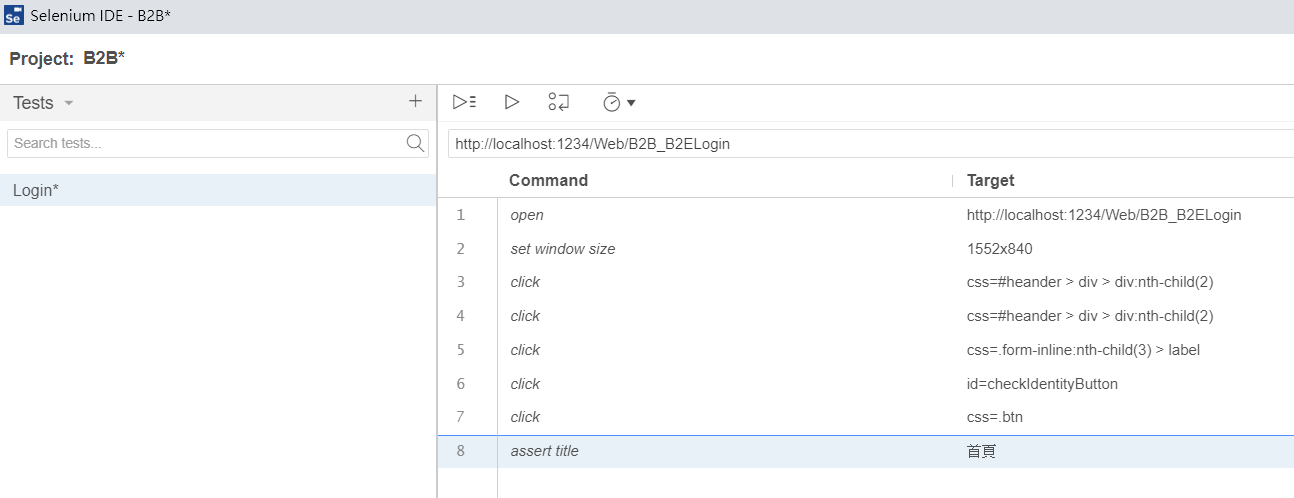 Se Selenium IDE - B2B*
Project: B2B*
Tests
Search tests...
Login*
http://localhost:1234/Web/B2B_B2ELogin
Command Target
1 open http://localhost:1234/Web/B2B_B2ELogin
2 set window size 1552x840
3 click css=#heander > div > div:nth-child(2)
4 click css=#heander > div > div:nth-child(2)
5 click css=.form-inline:nth-child(3) > label
6 click id=checkIdentityButton
7 click css=.btn
8 assert title 首頁